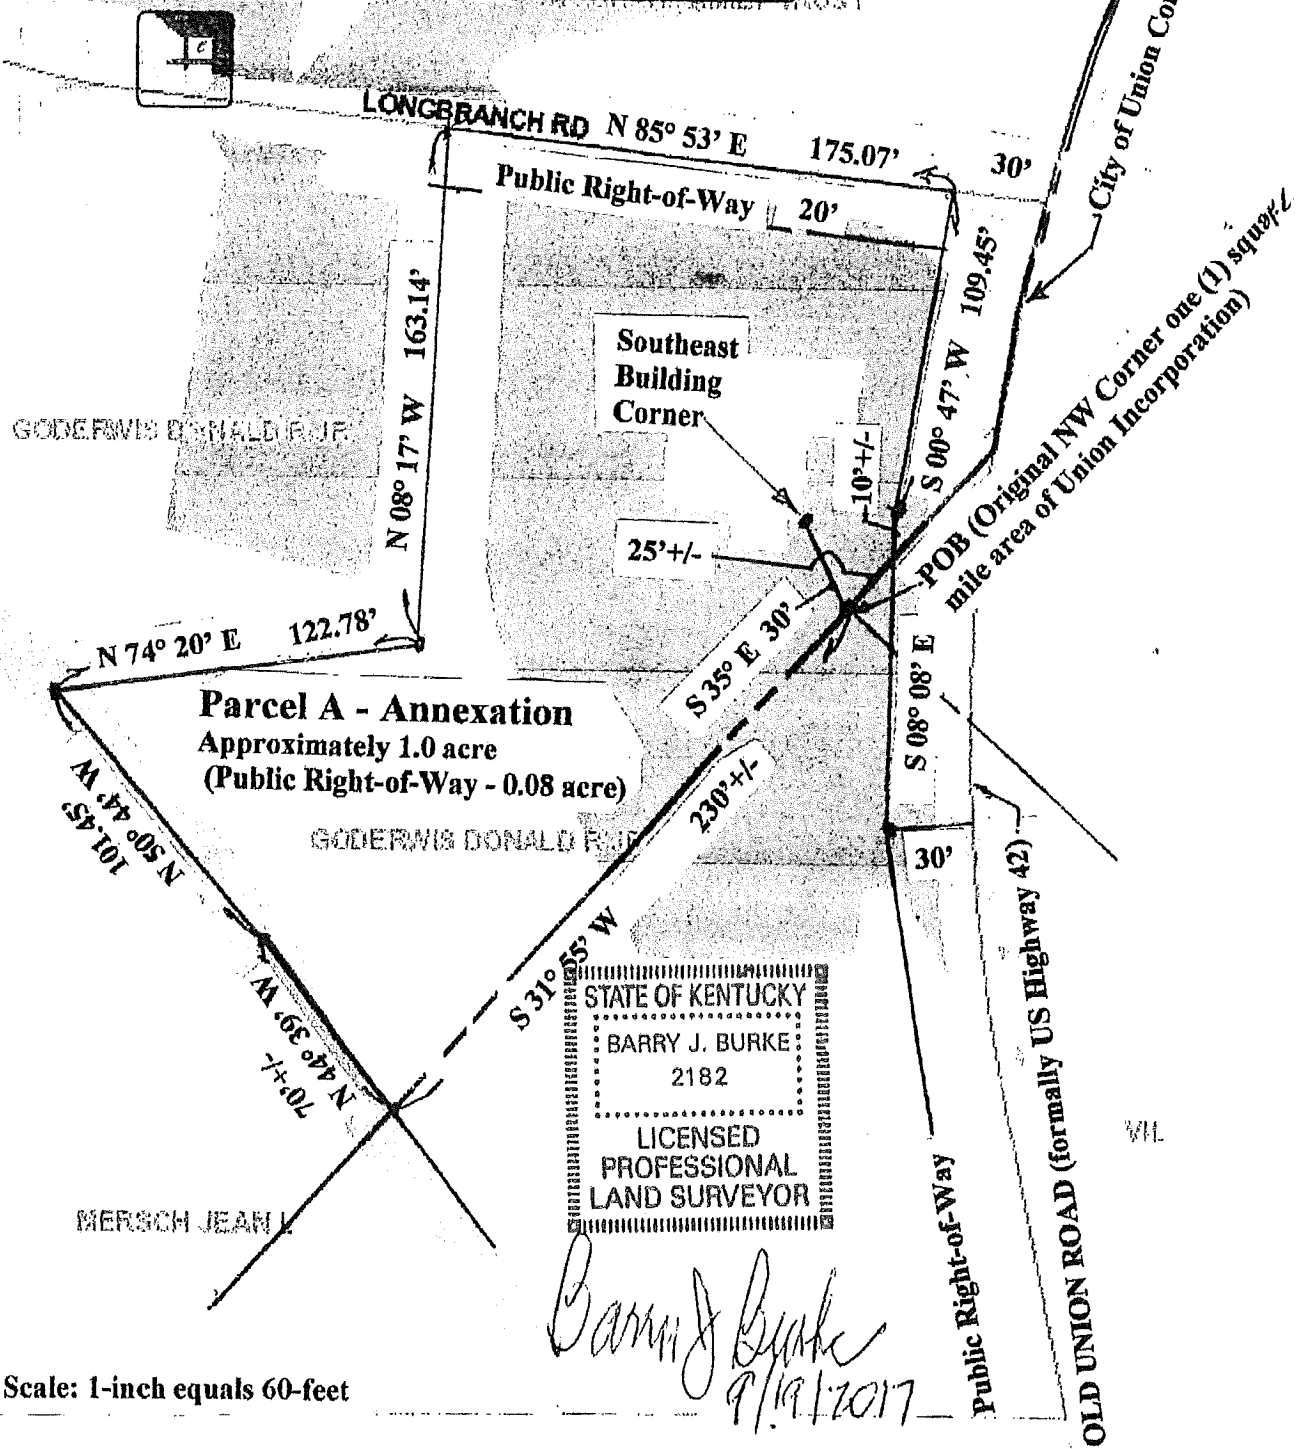 e
City of Union
LONGBRANCH RD N 85° 53' E 175.07' 30'
Public Right-of-Way 20'
N 08° 17' W 163.14'
S 00° 47' W 109.45'
Southeast
Building
Corner
10'+/-
25'+/-
POB (Original NW Corner one (1) square
mile area of Union Incorporation)
GODERWIS DONALD R JR
N 74° 20' E 122.78'
S 35° E 30'
S 08° 08' E
Parcel A - Annexation
Approximately 1.0 acre
(Public Right-of-Way - 0.08 acre)
230'+/-
GODERWIS DONALD R JR
N 50° 44' W
101.45'
30'
S 31° 55' W
N 44° 39' W
70'+/-
STATE OF KENTUCKY
BARRY J. BURKE
2182
LICENSED
PROFESSIONAL
LAND SURVEYOR
MERSCH JEAN L
VIL
Public Right-of-Way
OLD UNION ROAD (formally US Highway 42)
Barry J Burke
9/19/2017
Scale: 1-inch equals 60-feet